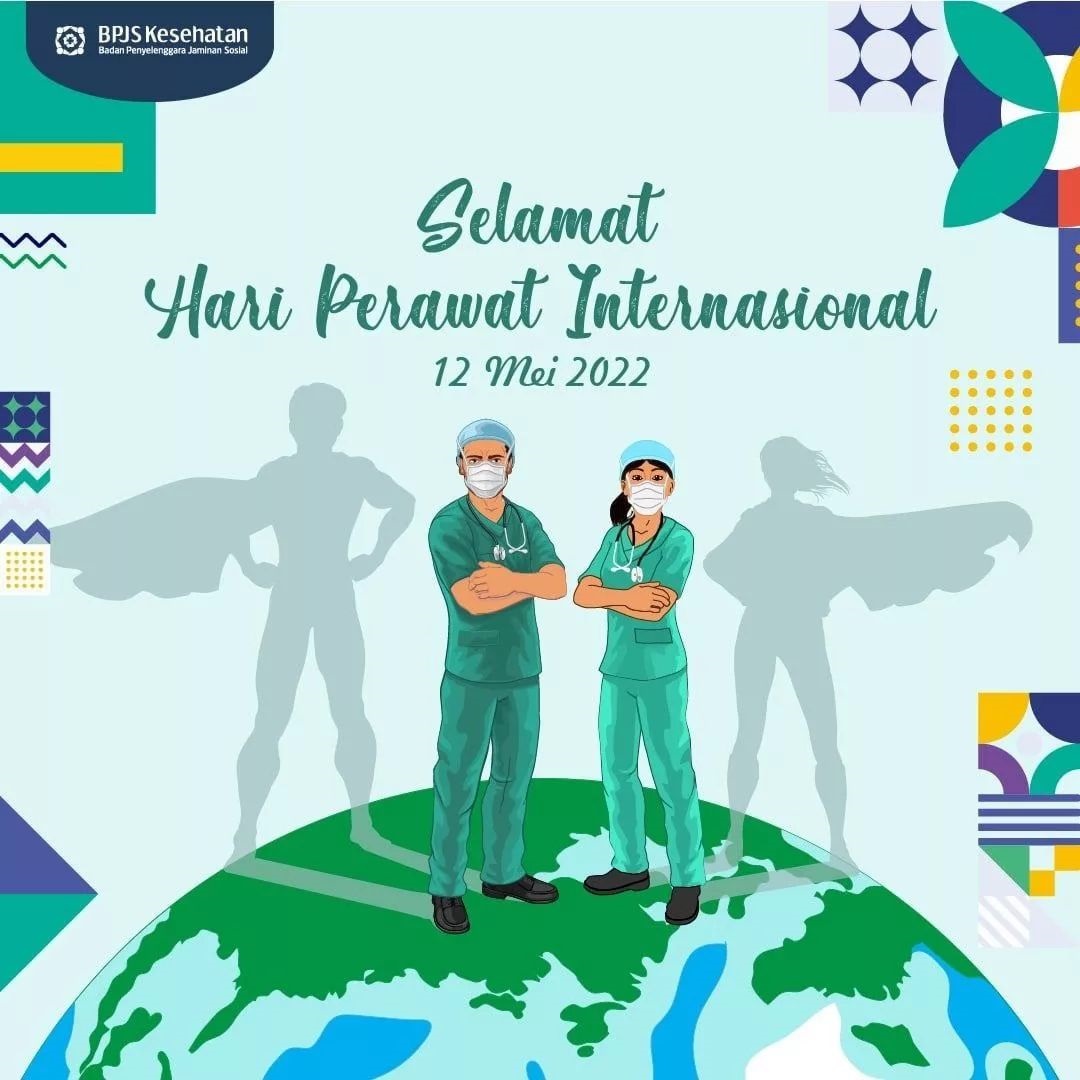 BPJS Kesehatan
Badan Penyelenggara Jaminan Sosial
Selamat
Hari Perawat Internasional
12 Mei 2022